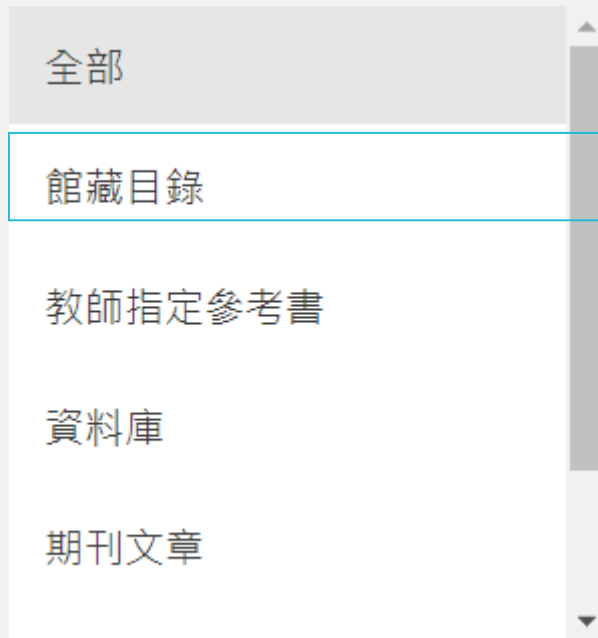 全部
館藏目錄
教師指定參考書
資料庫
期刊文章